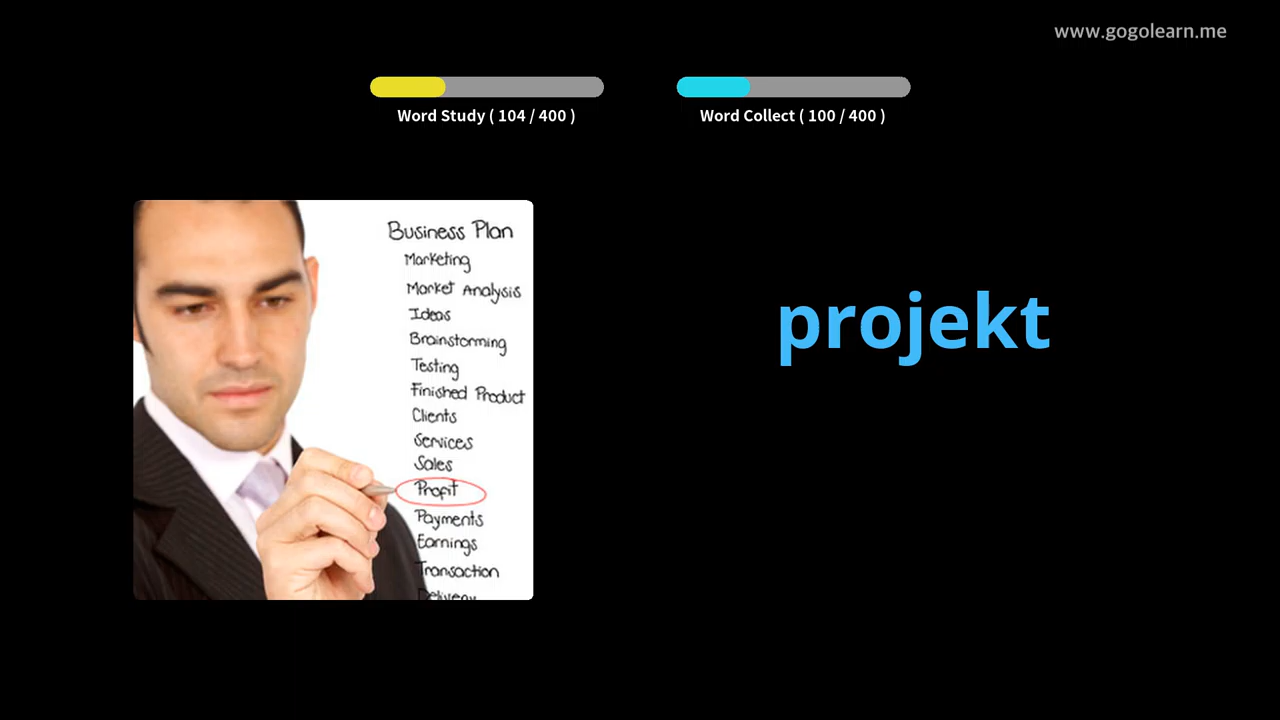 www.gogolearn.me
Word Study ( 104 / 400 )
Word Collect ( 100 / 400 )
Business Plan
Marketing
Market Analysis
Ideas
Brainstorming
Testing
Finished Product
Clients
Services
Sales
Profit
Payments
Earnings
Transaction
Delivery
projekt